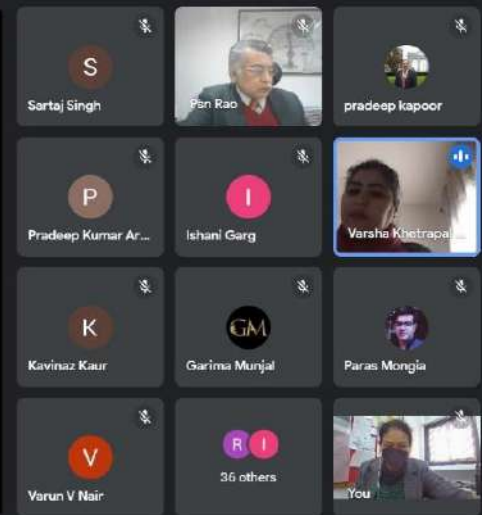 S
Sartaj Singh
Psn Rao
pradeep kapoor
P
Pradeep Kumar Ar...
I
Ishani Garg
Varsha Khetrapal ...
K
Kavinaz Kaur
GM
Garima Munjal
Paras Mongia
V
Varun V Nair
R I
36 others
You